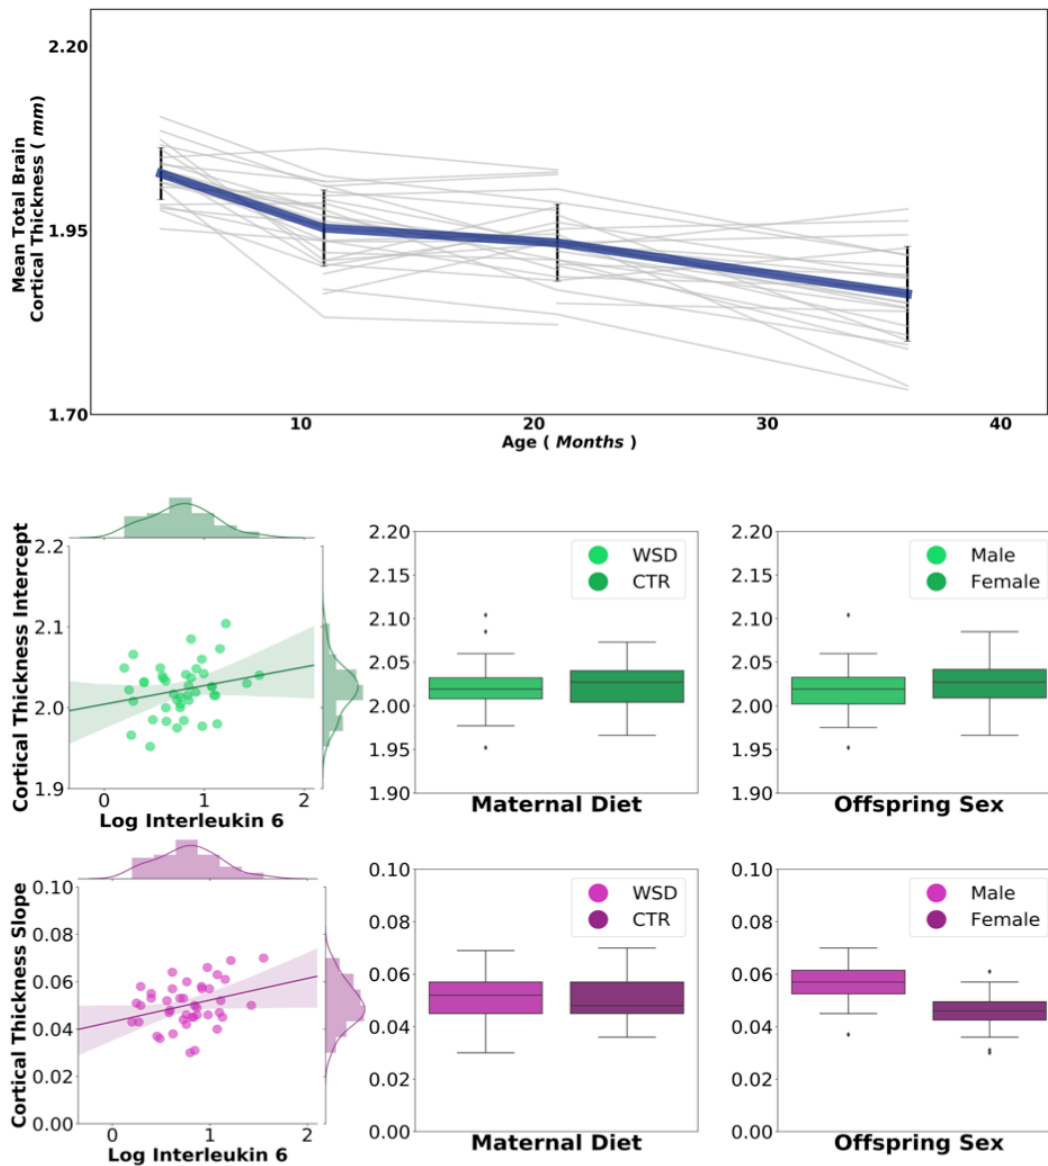 2.20
1.95
1.70
Mean Total Brain
Cortical Thickness ( mm )
10
20
30
40
Age ( Months )
Cortical Thickness Intercept
2.2
2.1
2.0
1.9
0
1
2
Log Interleukin 6
2.20
2.15
2.10
2.05
2.00
1.95
1.90
WSD
CTR
Maternal Diet
2.20
2.15
2.10
2.05
2.00
1.95
1.90
Male
Female
Offspring Sex
Cortical Thickness Slope
0.10
0.08
0.06
0.04
0.02
0.00
0
1
2
Log Interleukin 6
0.10
0.08
0.06
0.04
0.02
0.00
WSD
CTR
Maternal Diet
0.10
0.08
0.06
0.04
0.02
0.00
Male
Female
Offspring Sex